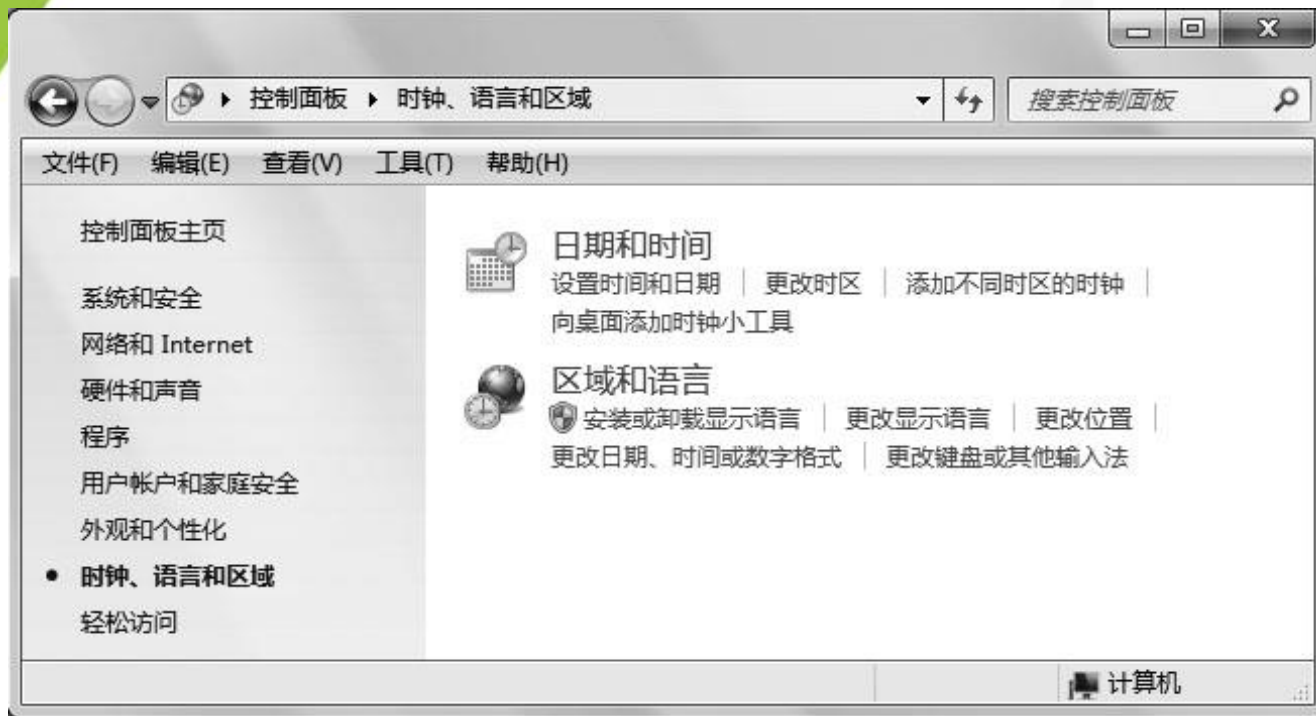 控制面板 ▸ 时钟、语言和区域
搜索控制面板
文件(F) 编辑(E) 查看(V) 工具(T) 帮助(H)
控制面板主页
系统和安全
网络和 Internet
硬件和声音
程序
用户帐户和家庭安全
外观和个性化
• 时钟、语言和区域
轻松访问
日期和时间
设置时间和日期 | 更改时区 | 添加不同时区的时钟 |
向桌面添加时钟小工具
区域和语言
安装或卸载显示语言 | 更改显示语言 | 更改位置 |
更改日期、时间或数字格式 | 更改键盘或其他输入法
计算机